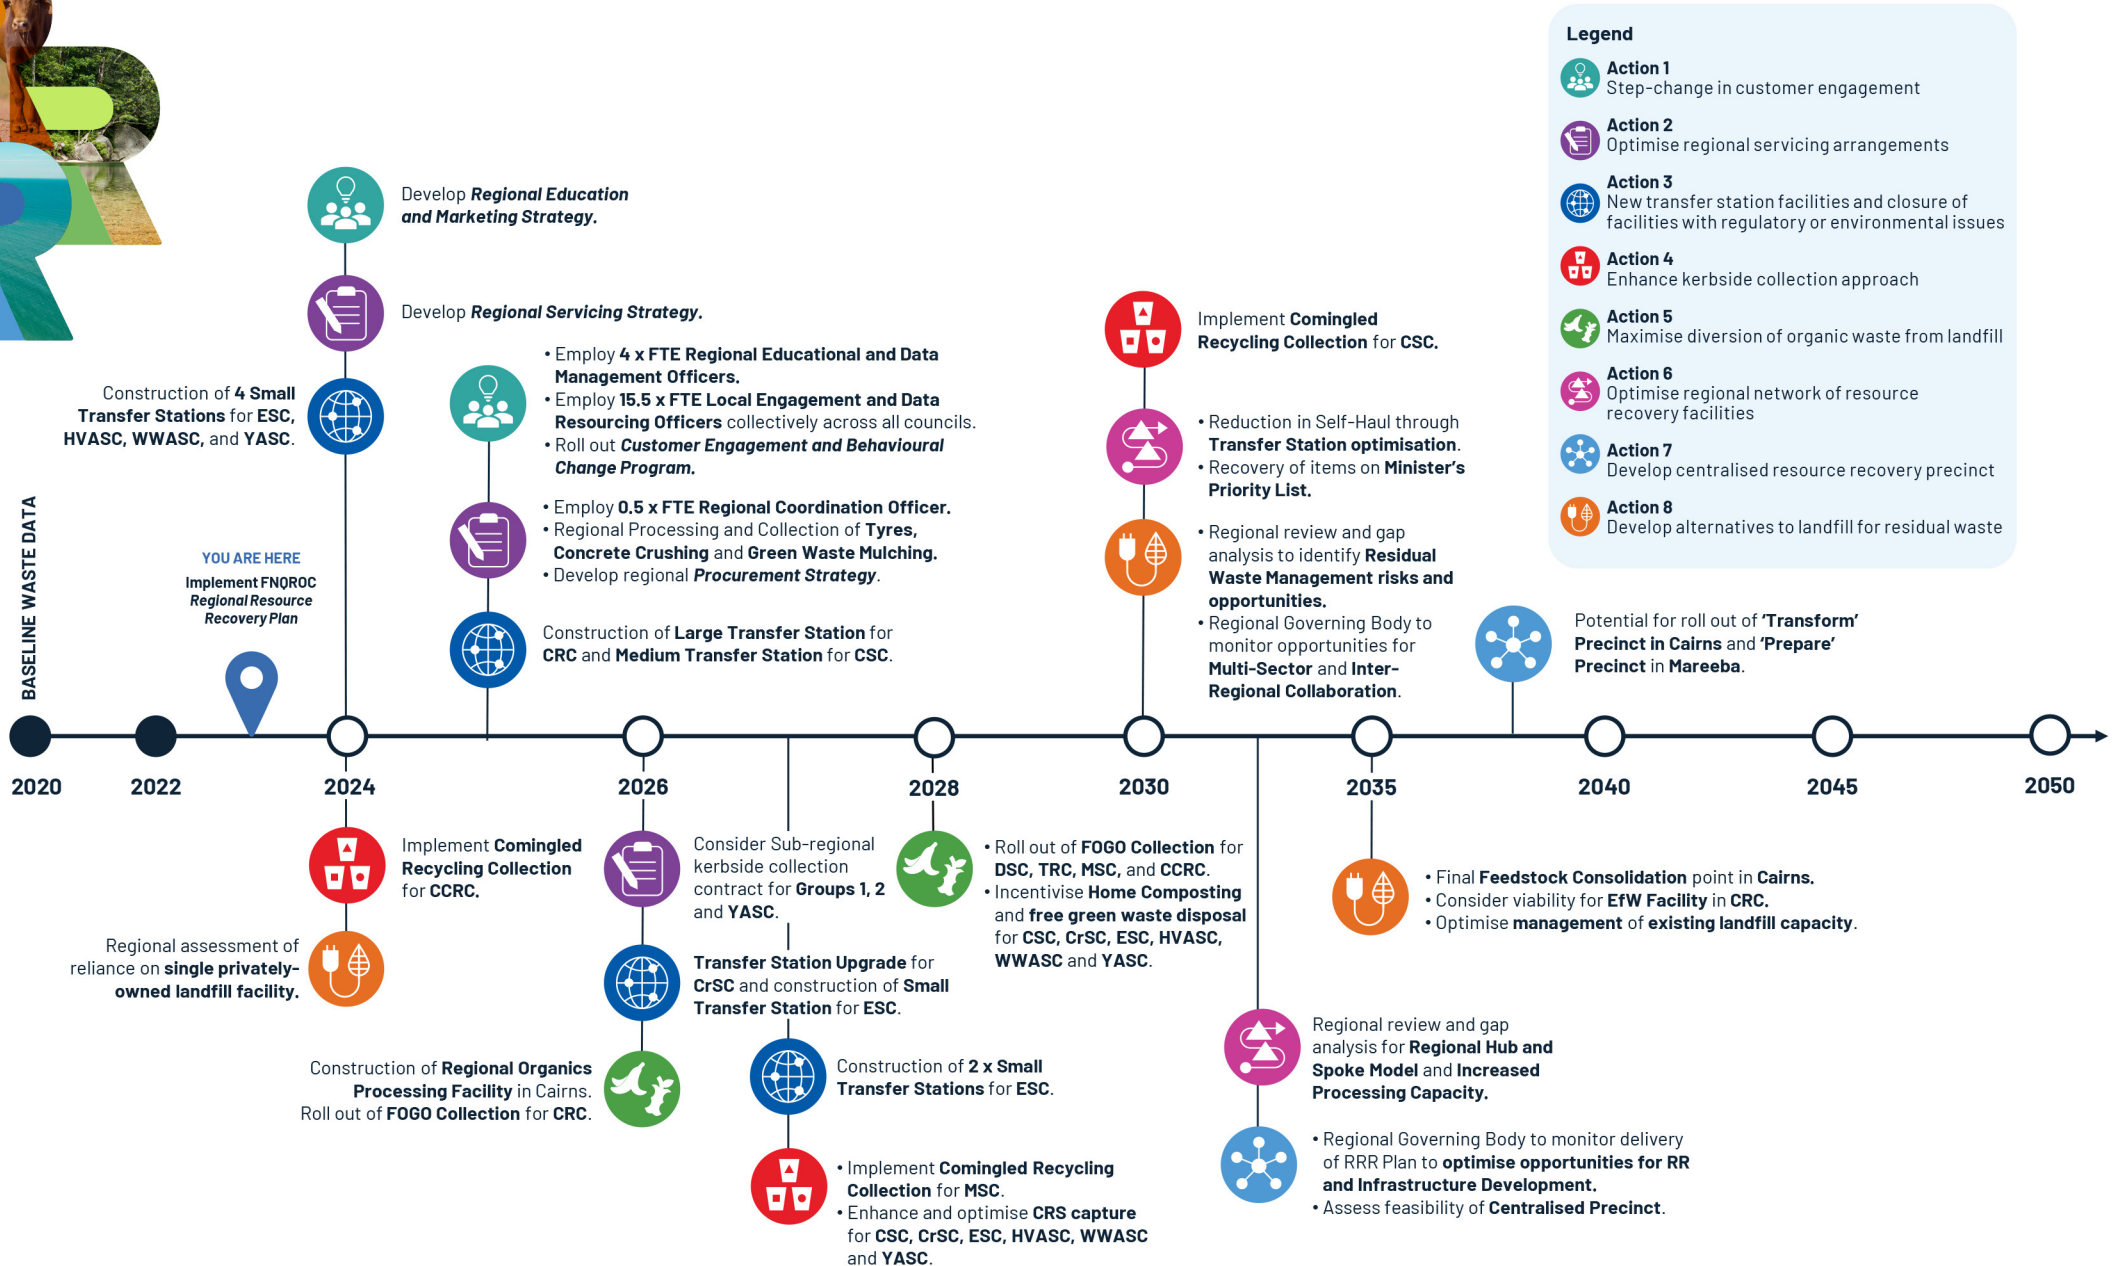 Legend
Action 1
Step-change in customer engagement
Action 2
Optimise regional servicing arrangements
Action 3
New transfer station facilities and closure of
facilities with regulatory or environmental issues
Action 4
Enhance kerbside collection approach
Action 5
Maximise diversion of organic waste from landfill
Action 6
Optimise regional network of resource
recovery facilities
Action 7
Develop centralised resource recovery precinct
Action 8
Develop alternatives to landfill for residual waste
BASELINE WASTE DATA
YOU ARE HERE
Implement FNQROC
Regional Resource
Recovery Plan
Develop Regional Education
and Marketing Strategy.
Develop Regional Servicing Strategy.
Construction of 4 Small
Transfer Stations for ESC,
HVASC, WWASC, and YASC.
• Employ 4 x FTE Regional Educational and Data
Management Officers.
• Employ 15.5 x FTE Local Engagement and Data
Resourcing Officers collectively across all councils.
• Roll out Customer Engagement and Behavioural
Change Program.
• Employ 0.5 x FTE Regional Coordination Officer.
• Regional Processing and Collection of Tyres,
Concrete Crushing and Green Waste Mulching.
• Develop regional Procurement Strategy.
Construction of Large Transfer Station for
CRC and Medium Transfer Station for CSC.
Implement Comingled
Recycling Collection for CSC.
• Reduction in Self-Haul through
Transfer Station optimisation.
• Recovery of items on Minister's
Priority List.
• Regional review and gap
analysis to identify Residual
Waste Management risks and
opportunities.
• Regional Governing Body to
monitor opportunities for
Multi-Sector and Inter-
Regional Collaboration.
Potential for roll out of ‘Transform’
Precinct in Cairns and ‘Prepare’
Precinct in Mareeba.
2020
2022
2024
2026
2028
2030
2035
2040
2045
2050
Implement Comingled
Recycling Collection
for CCRC.
Regional assessment of
reliance on single privately-
owned landfill facility.
Consider Sub-regional
kerbside collection
contract for Groups 1, 2
and YASC.
Transfer Station Upgrade for
CrSC and construction of Small
Transfer Station for ESC.
Construction of Regional Organics
Processing Facility in Cairns.
Roll out of FOGO Collection for CRC.
Construction of 2 x Small
Transfer Stations for ESC.
• Implement Comingled Recycling
Collection for MSC.
• Enhance and optimise CRS capture
for CSC, CrSC, ESC, HVASC, WWASC
and YASC.
• Roll out of FOGO Collection for
DSC, TRC, MSC, and CCRC.
• Incentivise Home Composting
and free green waste disposal
for CSC, CrSC, ESC, HVASC,
WWASC and YASC.
Regional review and gap
analysis for Regional Hub and
Spoke Model and Increased
Processing Capacity.
• Regional Governing Body to monitor delivery
of RRR Plan to optimise opportunities for RR
and Infrastructure Development.
• Assess feasibility of Centralised Precinct.
• Final Feedstock Consolidation point in Cairns.
• Consider viability for EfW Facility in CRC.
• Optimise management of existing landfill capacity.